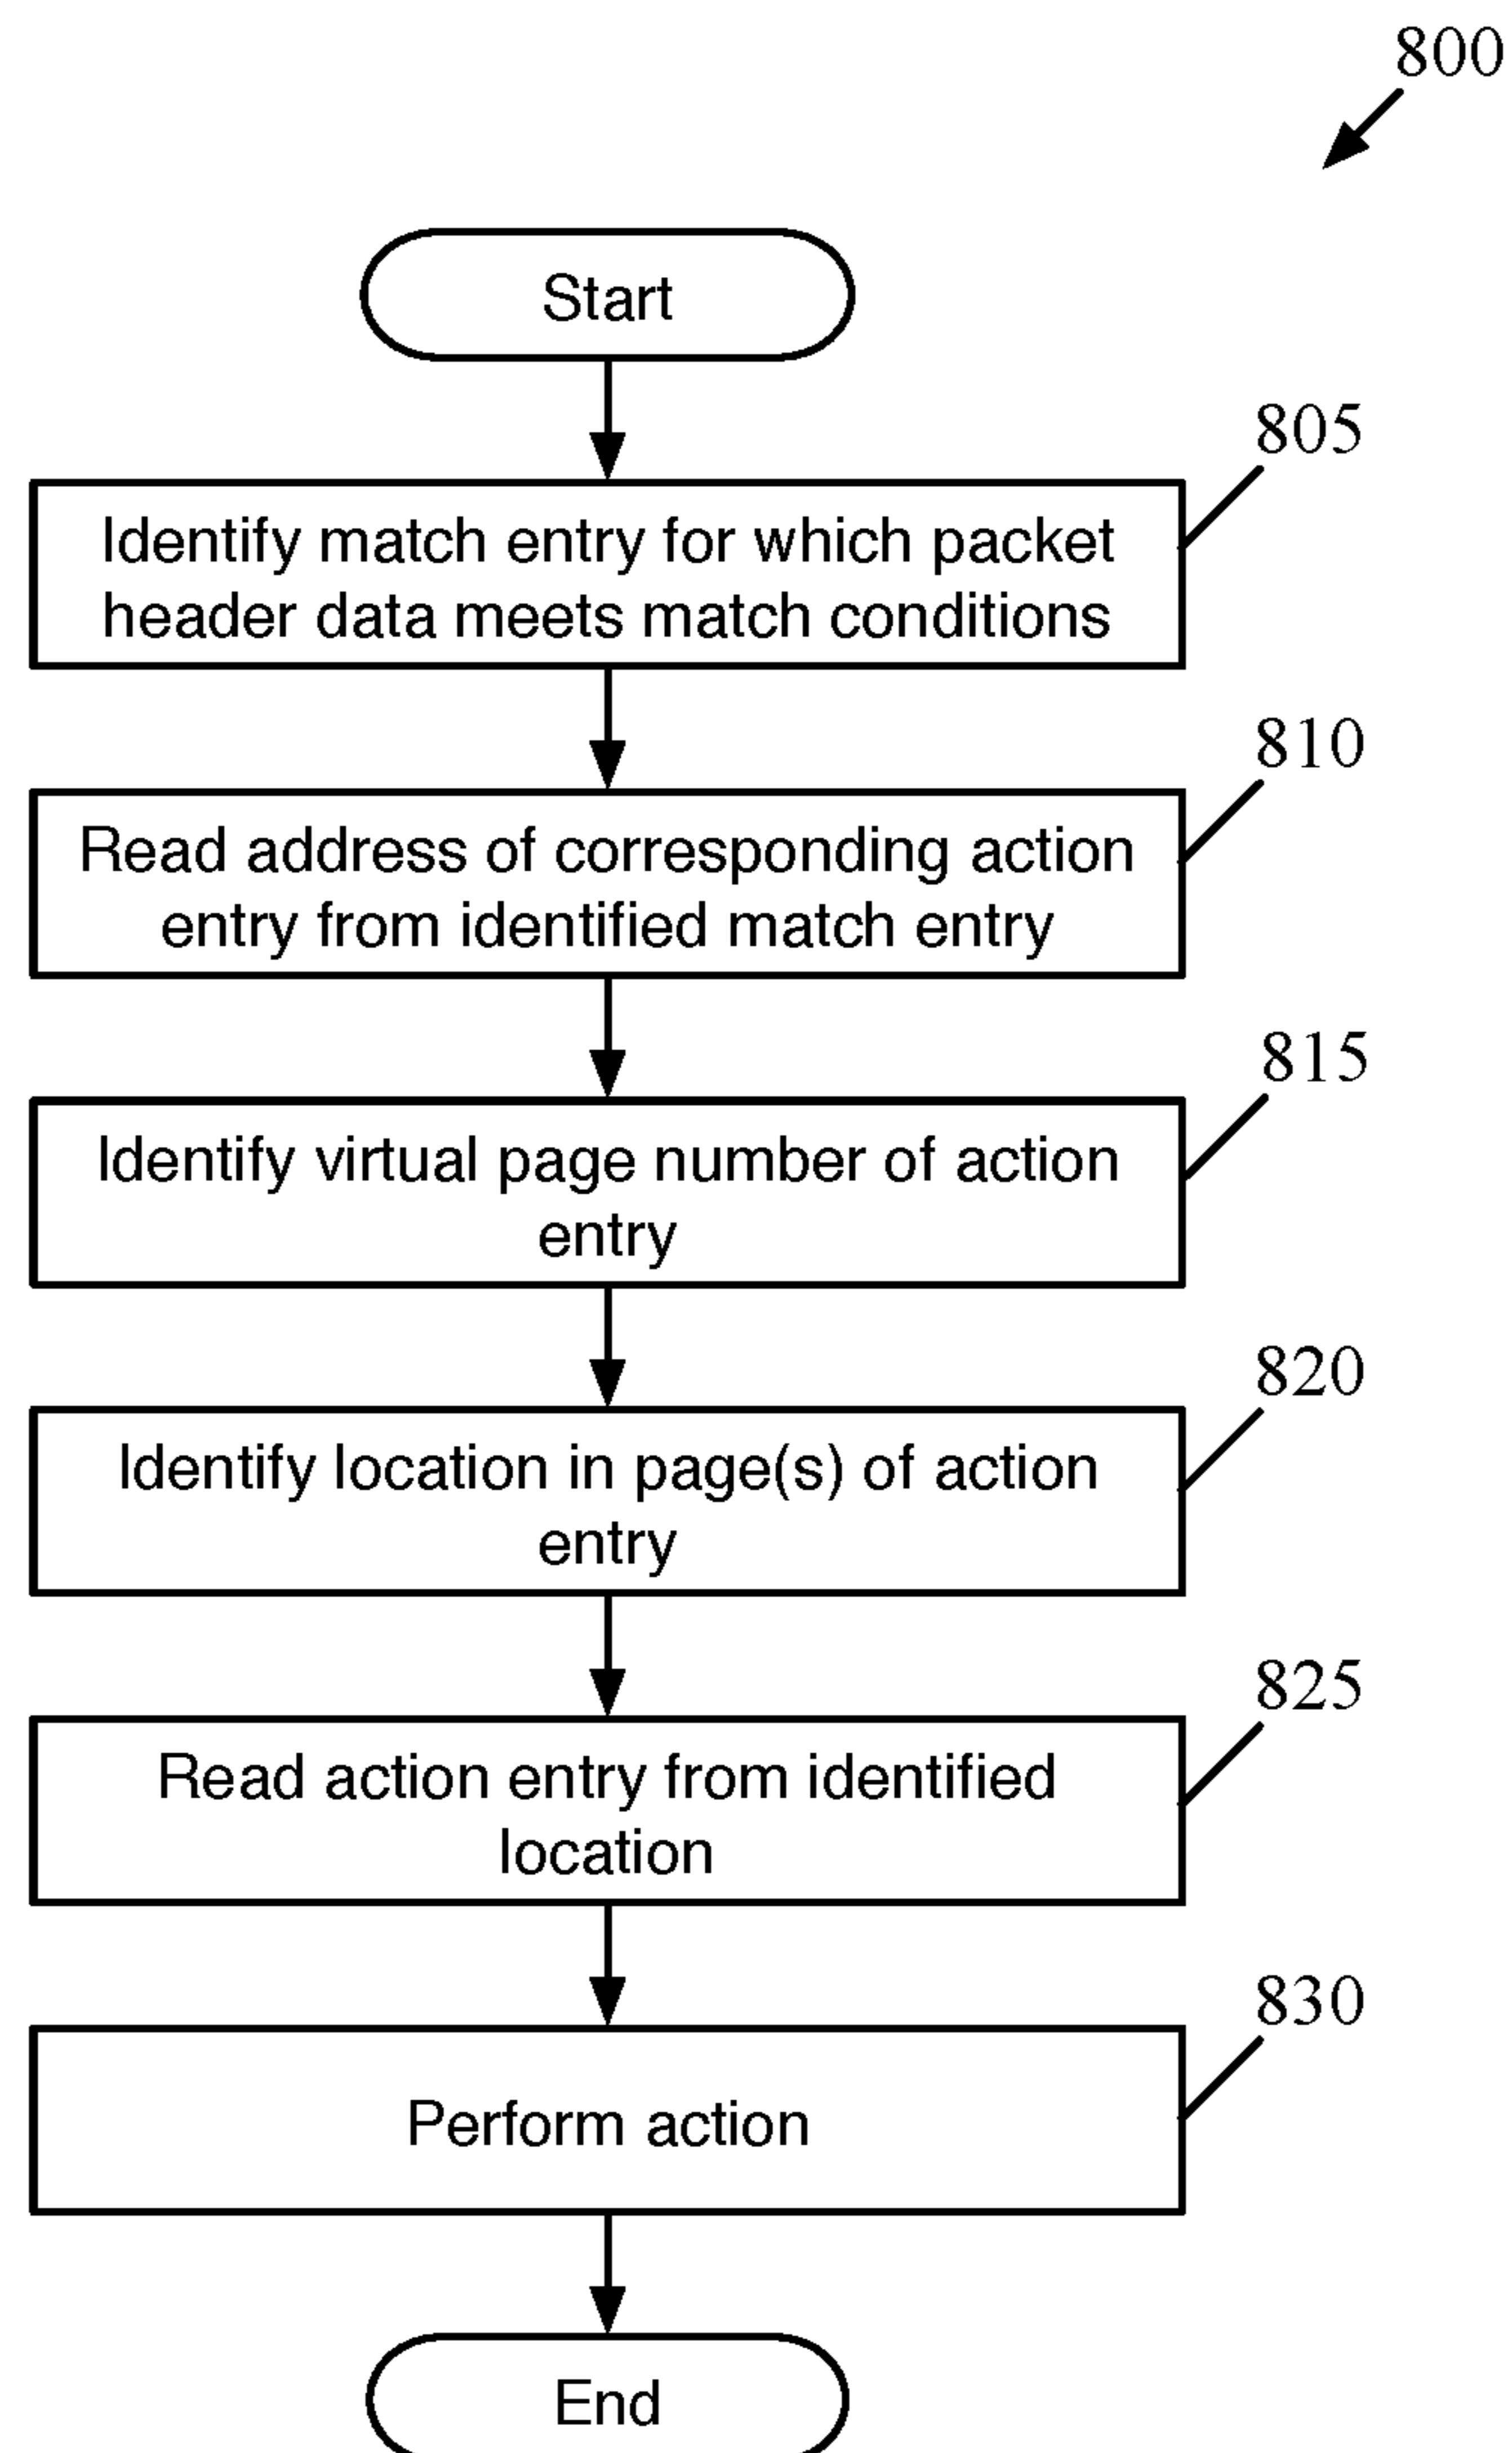 800
Start
805
Identify match entry for which packet
header data meets match conditions
810
Read address of corresponding action
entry from identified match entry
815
Identify virtual page number of action
entry
820
Identify location in page(s) of action
entry
825
Read action entry from identified
location
830
Perform action
End